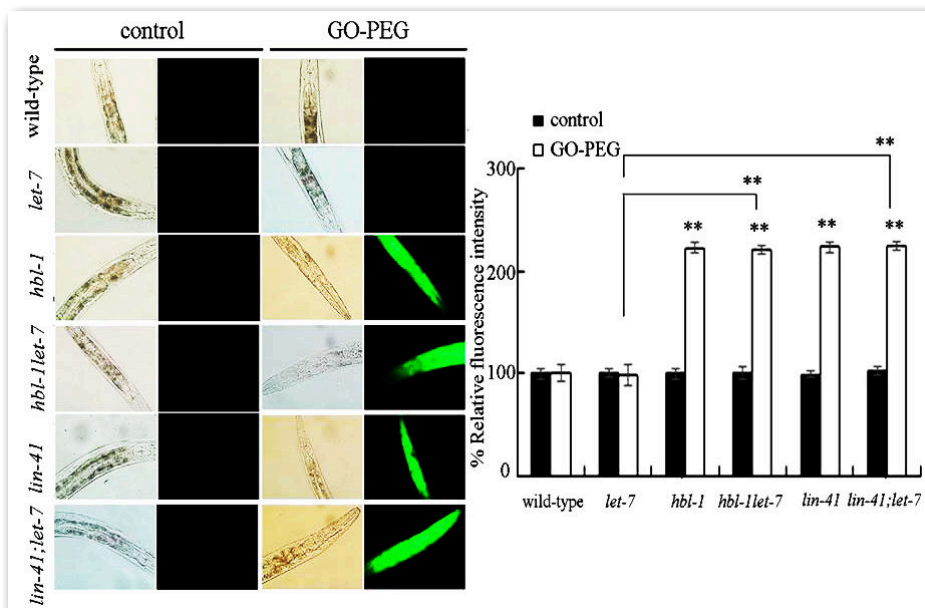 control GO-PEG
wild-type
let-7
hbl-1
hbl-1let-7
lin-41
lin-41;let-7
control
GO-PEG
% Relative fluorescence intensity
300
200
100
0
**
**
** ** ** **
wild-type let-7 hbl-1 hbl-1let-7 lin-41 lin-41;let-7